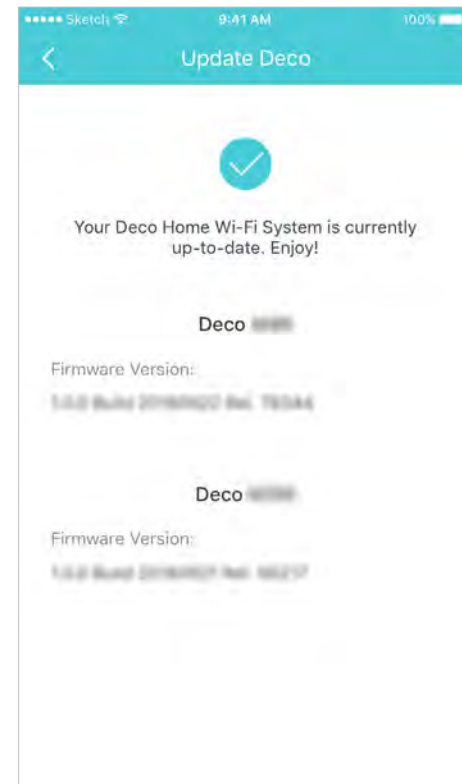 Sketch 9:41 AM 100%
Update Deco
Your Deco Home Wi-Fi System is currently
up-to-date. Enjoy!
Deco
Firmware Version:
Deco
Firmware Version: